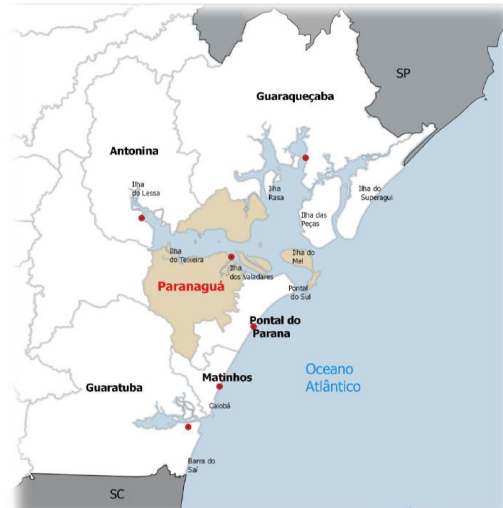 SP
Guaraqueçaba
Antonina
Ilha
do Lessa
Ilha
Rasa
Ilha do
Superagui
Ilha das
Peças
Ilha
do Teixeira
Ilha do
Mel
Ilha
dos Valadares
Paranaguá
Pontal
do Sul
Pontal do
Parana
Oceano
Atlântico
Matinhos
Guaratuba
Caiobá
Barra do
Saí
SC